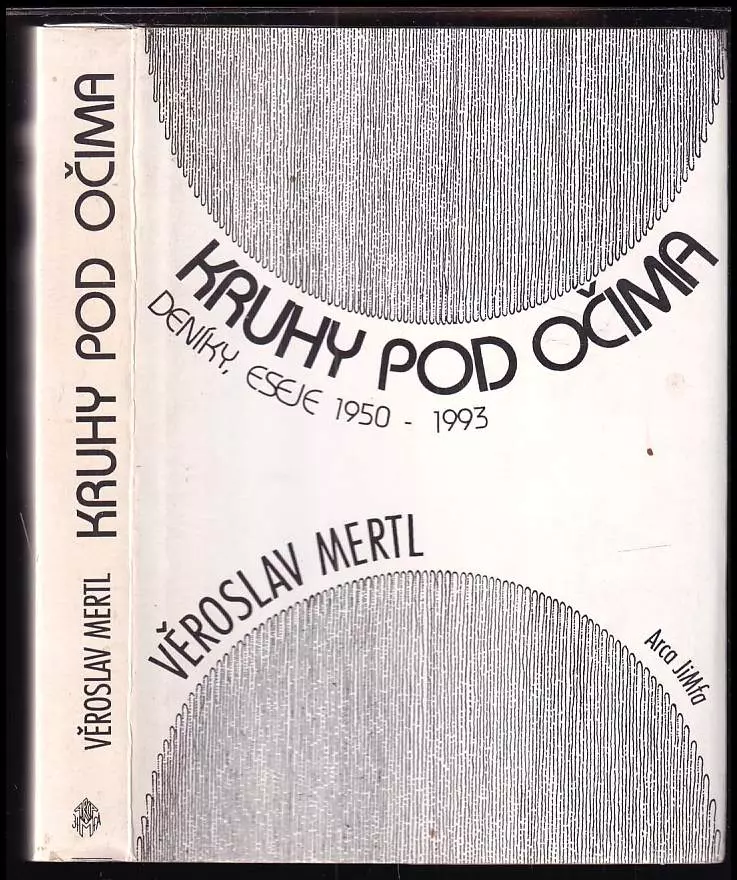 VĚROSLAV MERTL KRUHY POD OČIMA
KRUHY POD OČIMA
DENÍKY, ESEJE 1950 - 1993
VĚROSLAV MERTL
Arca JiMfa